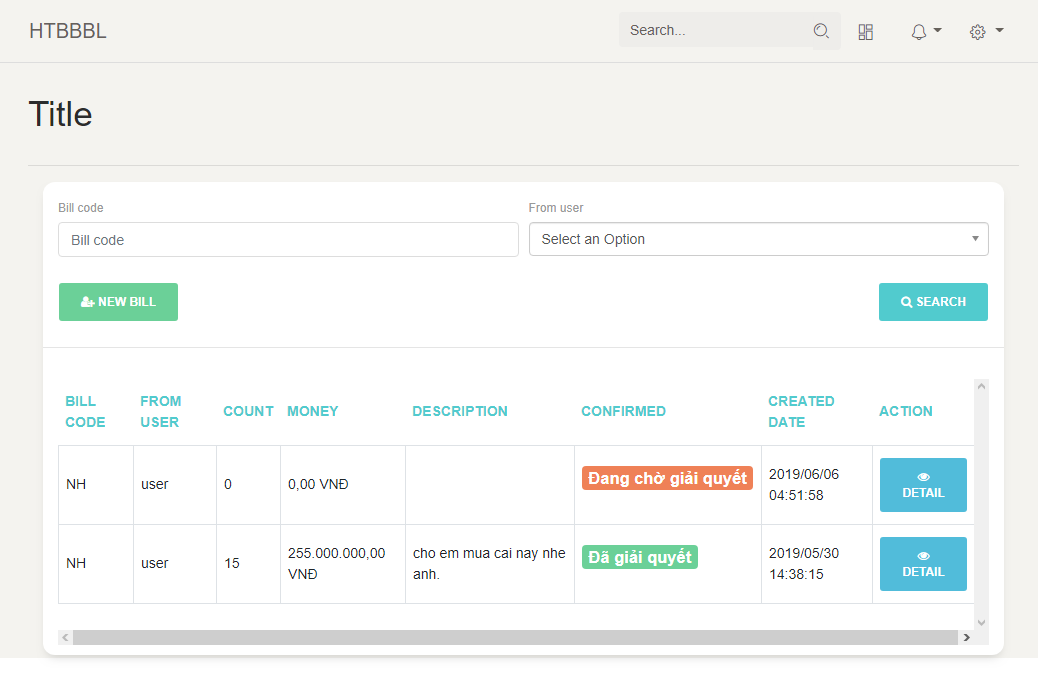 HTBBBL
Search...
Title
Bill code
From user
Bill code
Select an Option
NEW BILL
SEARCH
BILL CODE
FROM USER
COUNT
MONEY
DESCRIPTION
CONFIRMED
CREATED DATE
ACTION
NH
user
0
0,00 VNĐ
Đang chờ giải quyết
2019/06/06
04:51:58
DETAIL
NH
user
15
255.000.000,00
VNĐ
cho em mua cai nay nhe
anh.
Đã giải quyết
2019/05/30
14:38:15
DETAIL